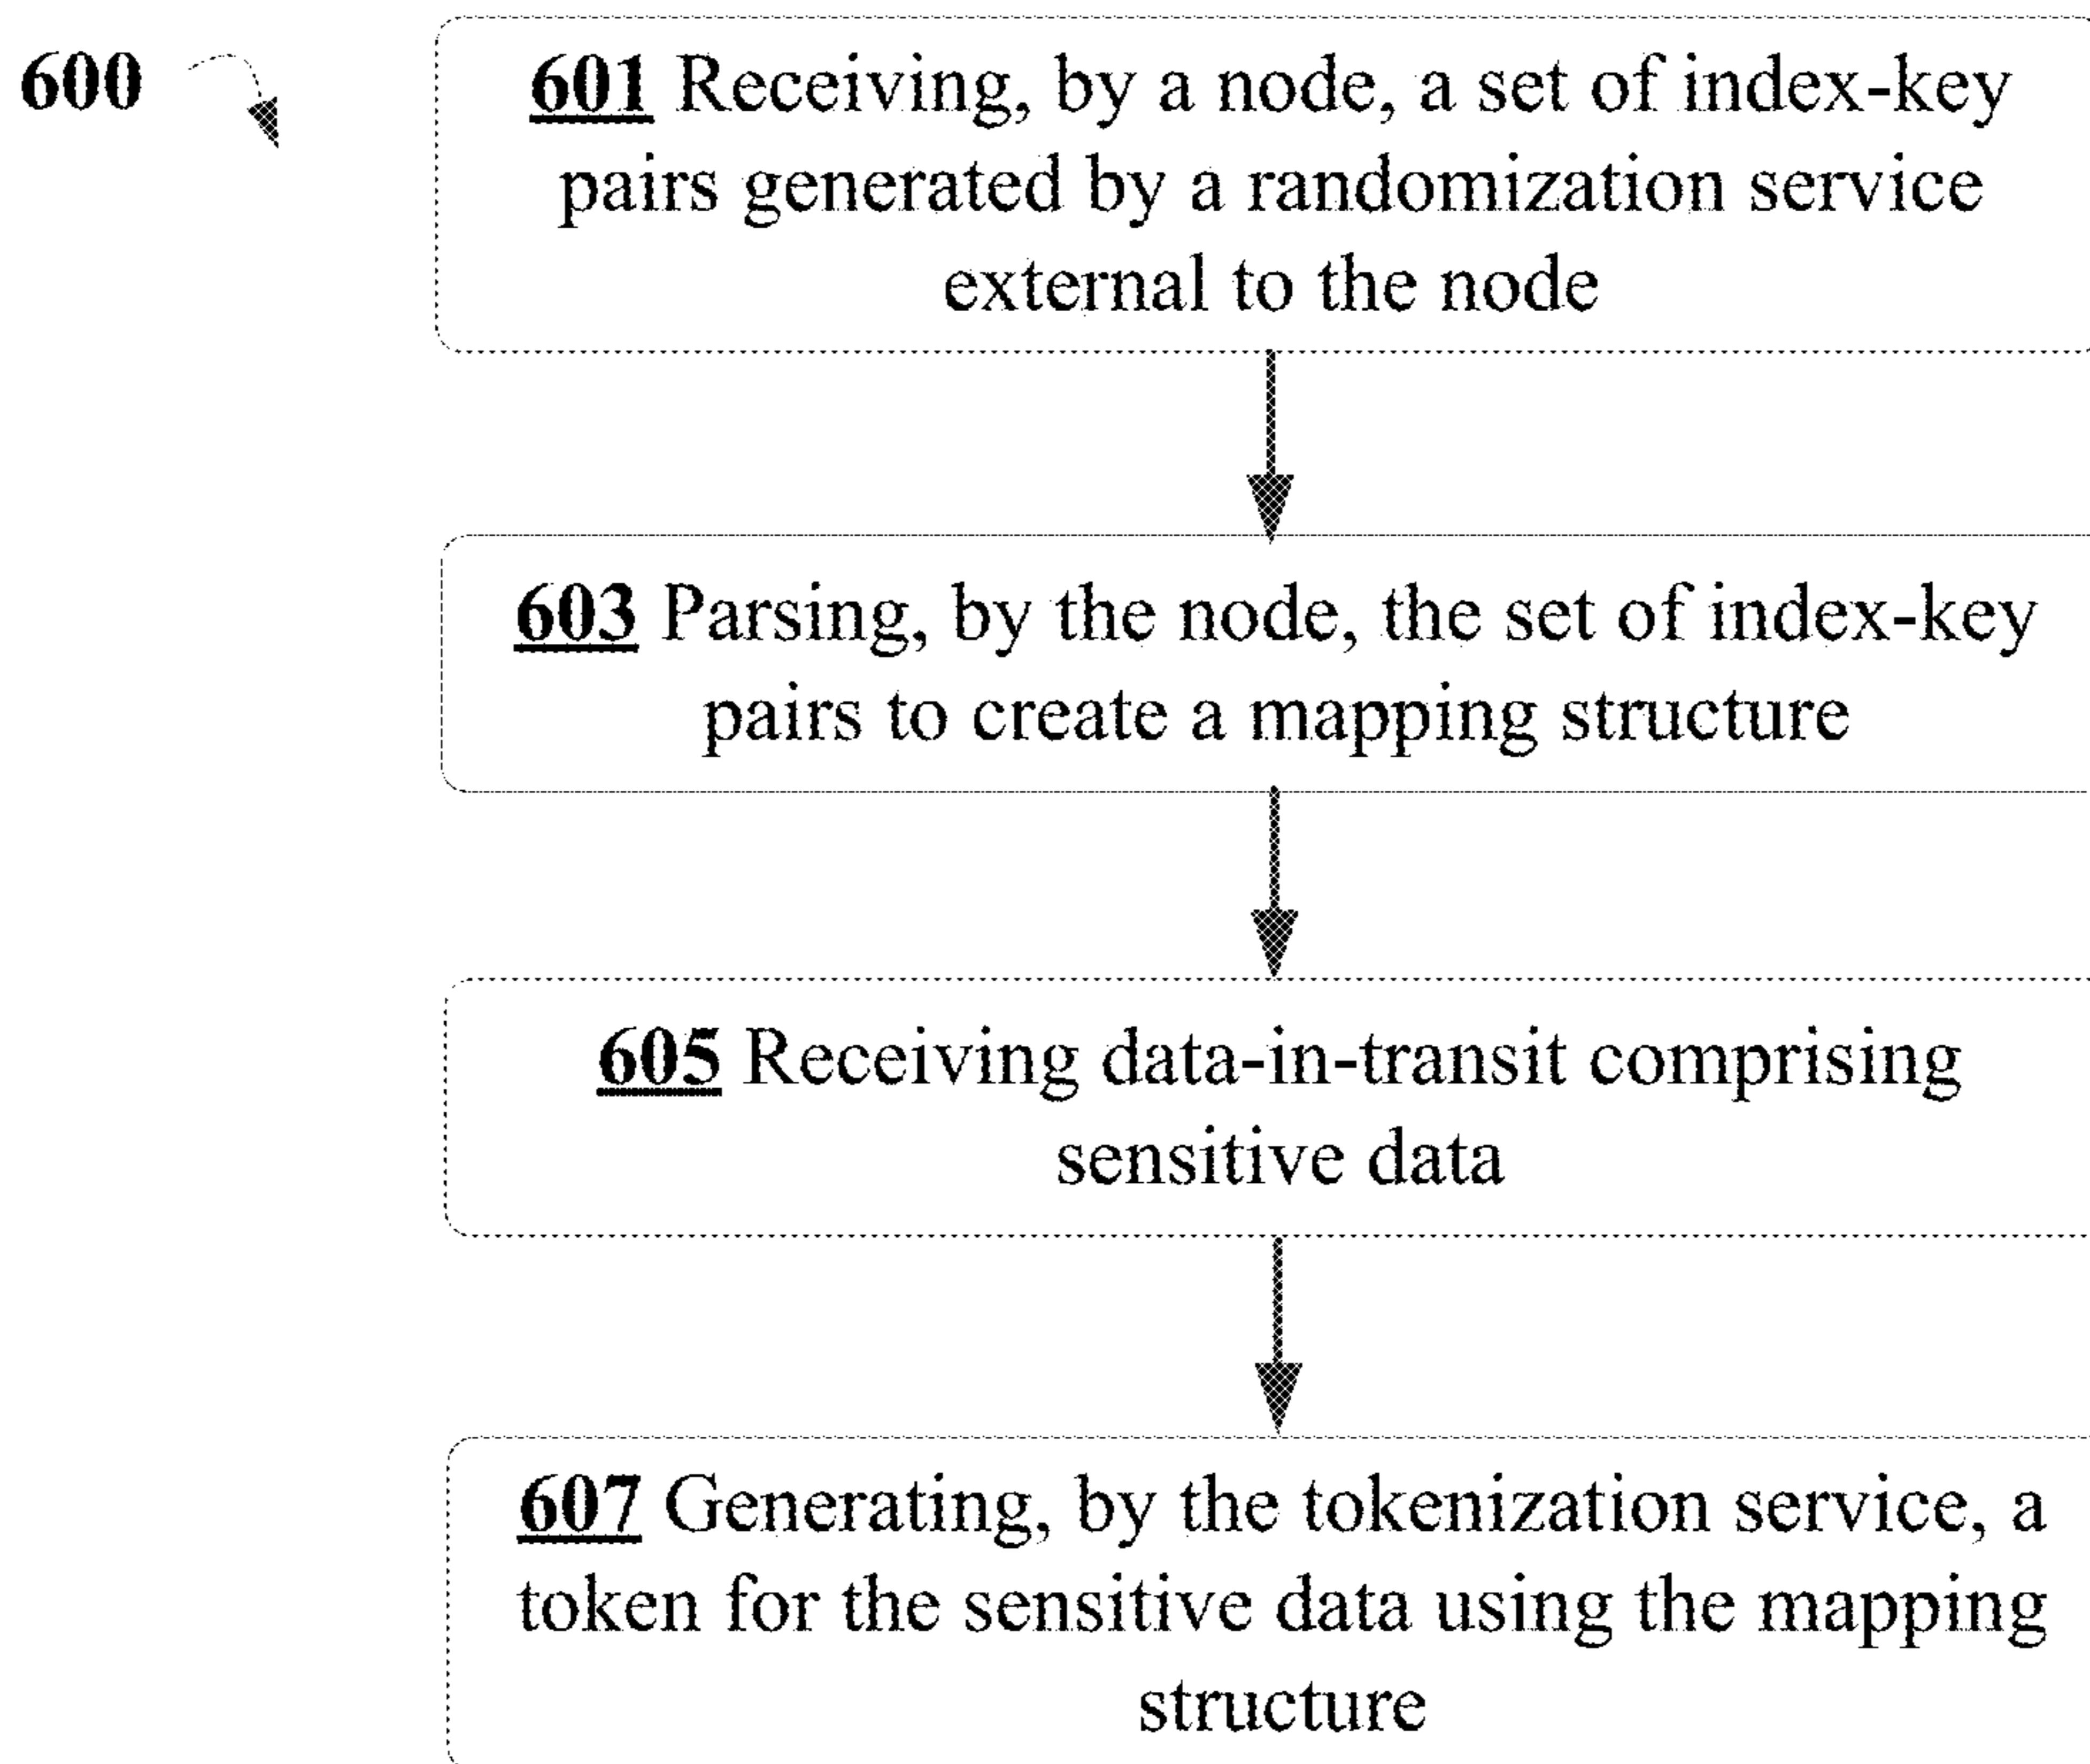 600
601 Receiving, by a node, a set of index-key
pairs generated by a randomization service
external to the node
603 Parsing, by the node, the set of index-key
pairs to create a mapping structure
605 Receiving data-in-transit comprising
sensitive data
607 Generating, by the tokenization service, a
token for the sensitive data using the mapping
structure